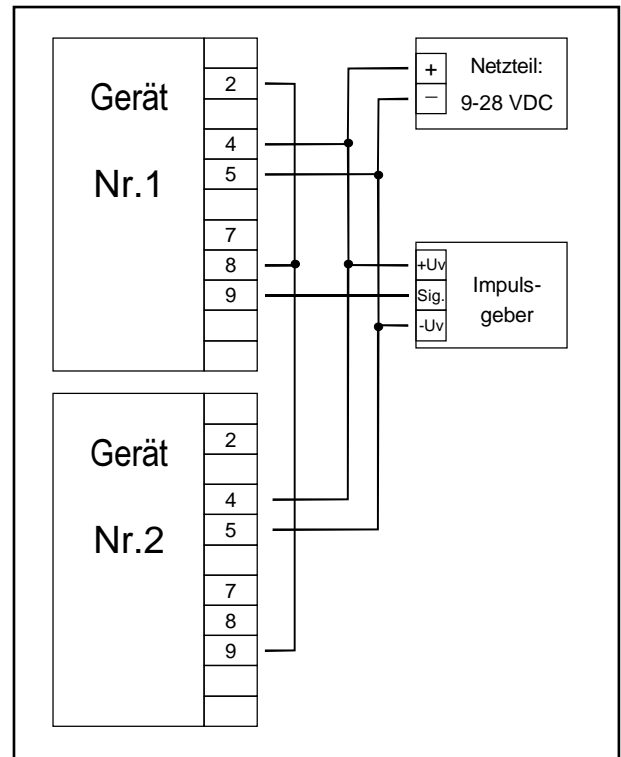 Gerät
Nr.1
2
4
5
7
8
9
+
−
Netzteil:
9-28 VDC
+Uv
Sig.
-Uv
Impuls-
geber
Gerät
Nr.2
2
4
5
7
8
9